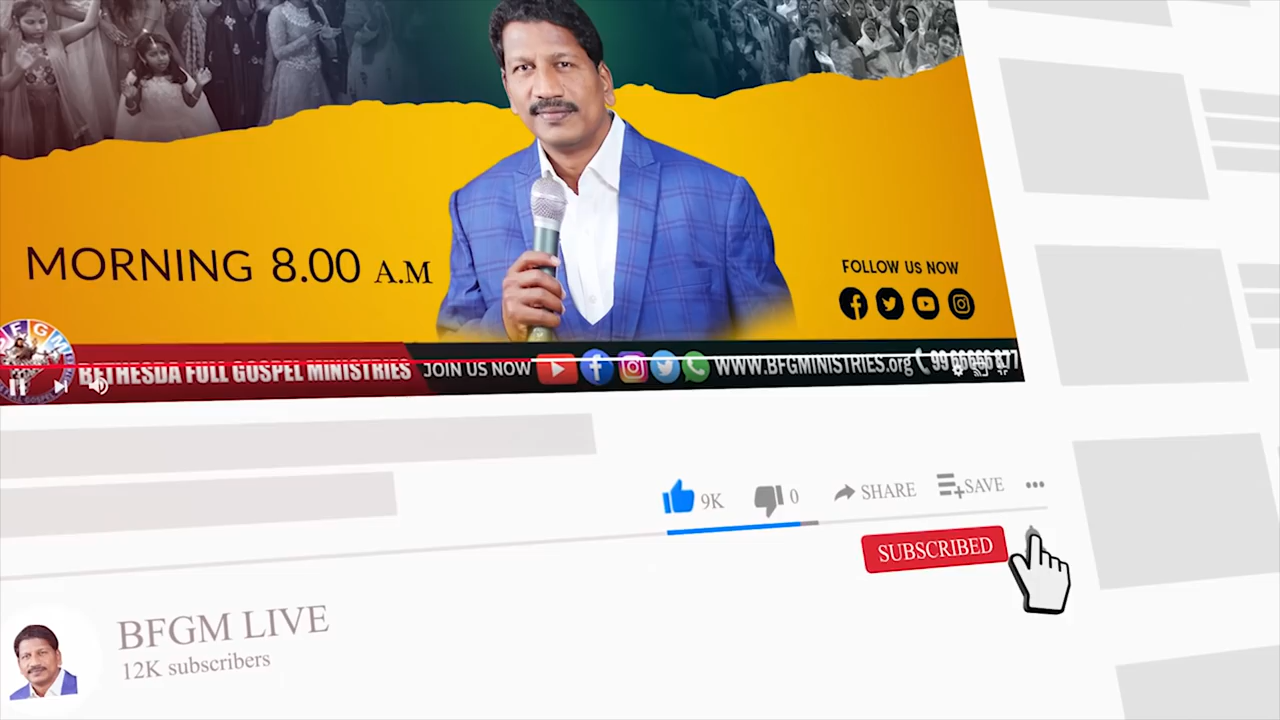 MORNING 8.00 A.M
FOLLOW US NOW
BFGM
BETHESDA FULL GOSPEL MINISTRIES JOIN US NOW WWW.BFGMINISTRIES.org
9K 0 SHARE SAVE
SUBSCRIBED
BFGM LIVE
12K subscribers